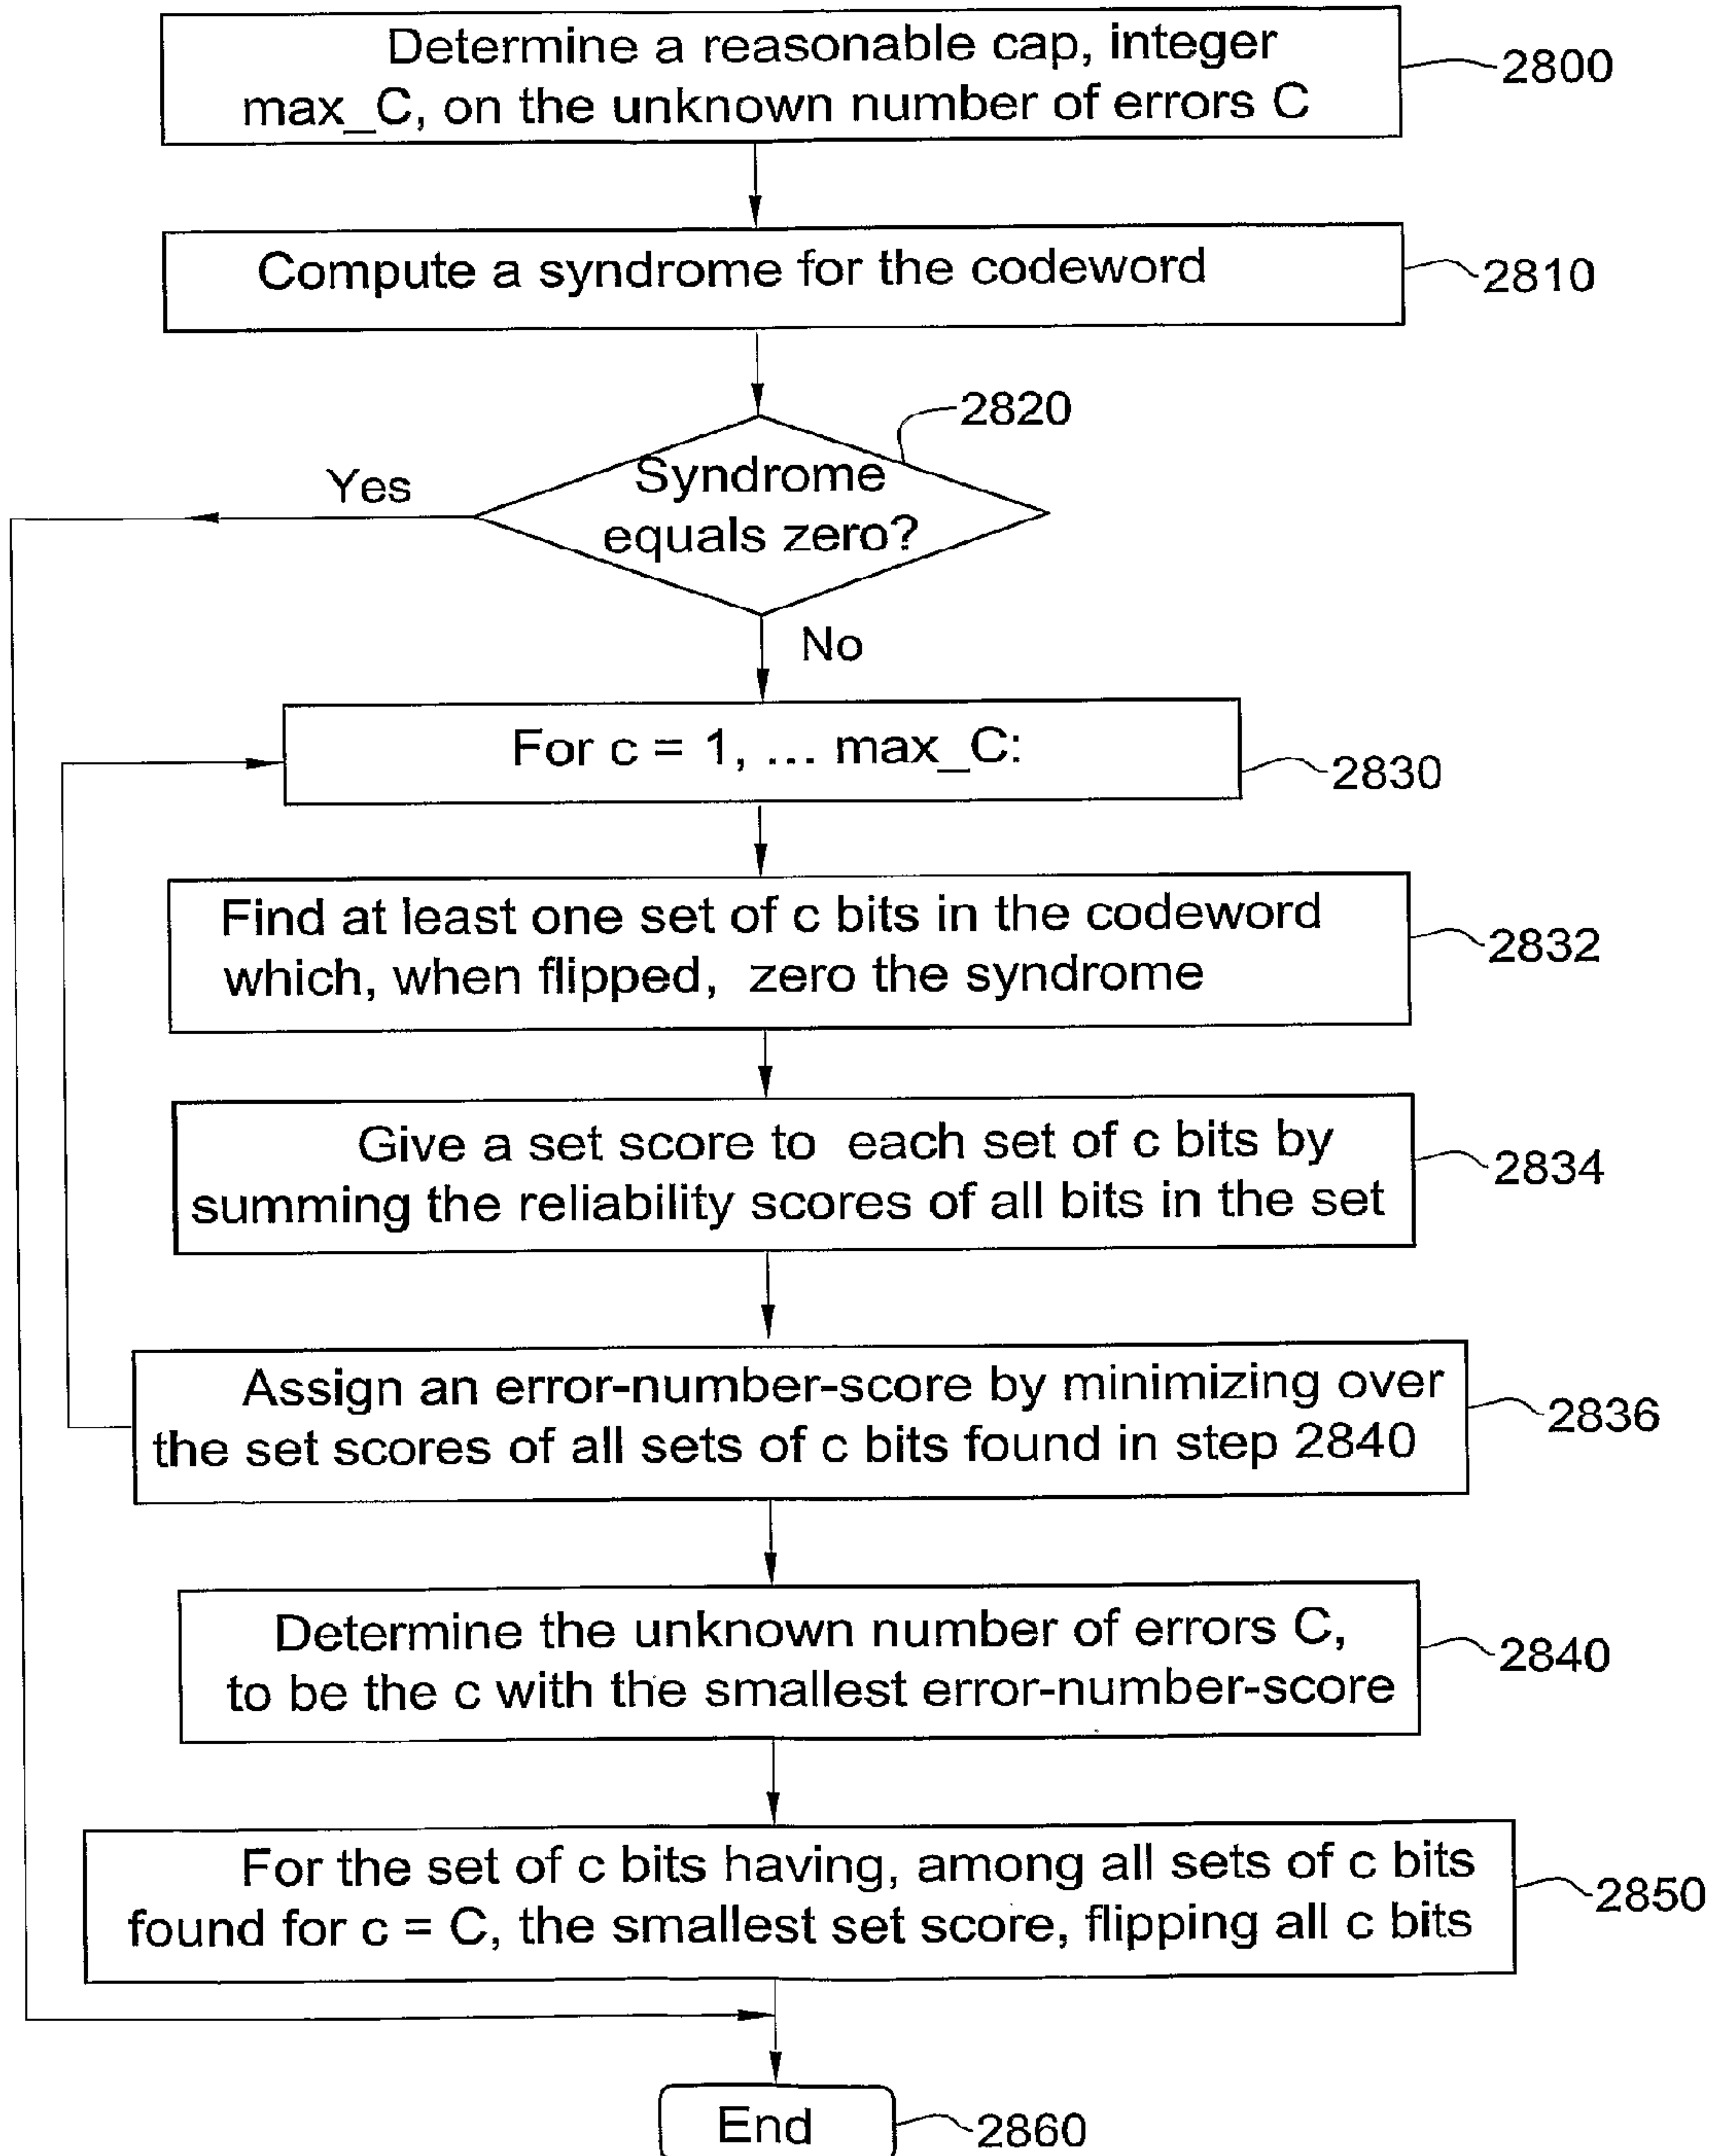 Determine a reasonable cap, integer
max_C, on the unknown number of errors C
2800
Compute a syndrome for the codeword
2810
2820
Syndrome
equals zero?
Yes
No
For c = 1, ... max_C:
2830
Find at least one set of c bits in the codeword
which, when flipped, zero the syndrome
2832
Give a set score to each set of c bits by
summing the reliability scores of all bits in the set
2834
Assign an error-number-score by minimizing over
the set scores of all sets of c bits found in step 2840
2836
Determine the unknown number of errors C,
to be the c with the smallest error-number-score
2840
For the set of c bits having, among all sets of c bits
found for c = C, the smallest set score, flipping all c bits
2850
End
2860